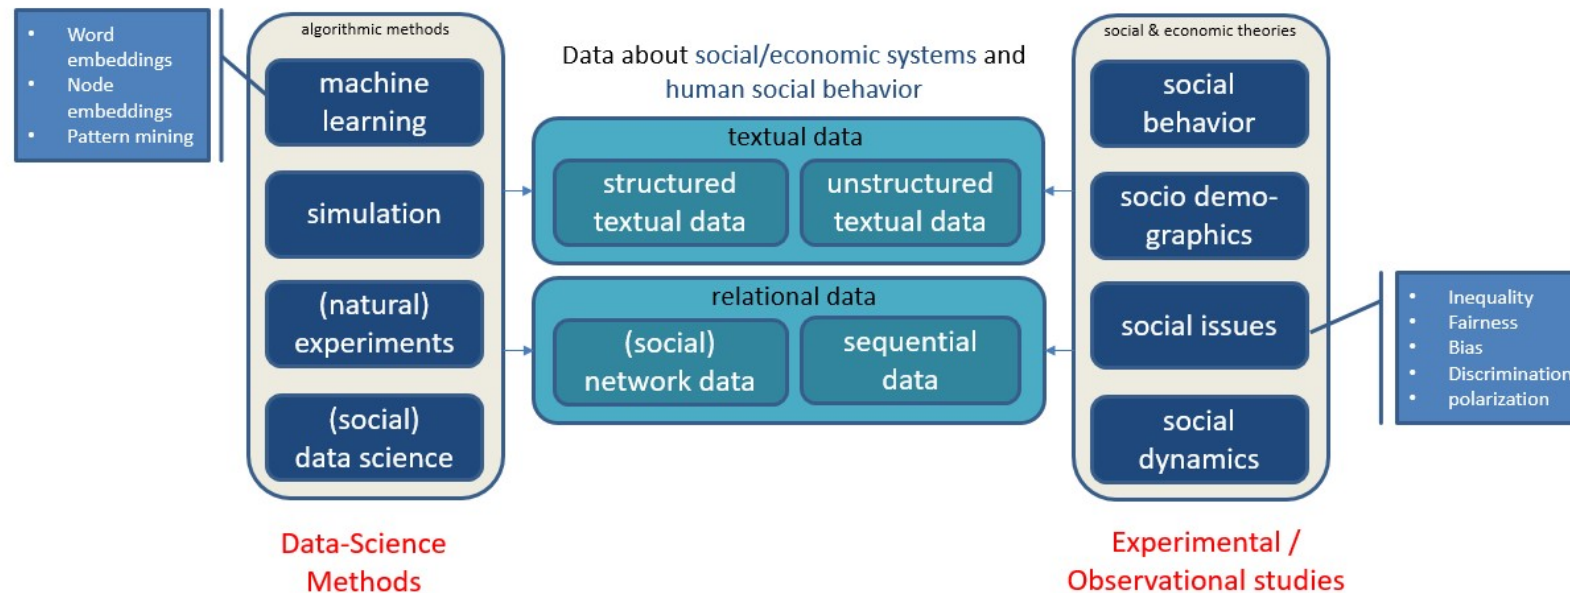 • Word
embeddings
• Node
embeddings
• Pattern mining
algorithmic methods
machine
learning
simulation
(natural)
experiments
(social)
data science
Data-Science
Methods
Data about social/economic systems and
human social behavior
textual data
structured
textual data
unstructured
textual data
relational data
(social)
network data
sequential
data
social & economic theories
social
behavior
socio demo-
graphics
social issues
social
dynamics
Experimental /
Observational studies
• Inequality
• Fairness
• Bias
• Discrimination
• polarization